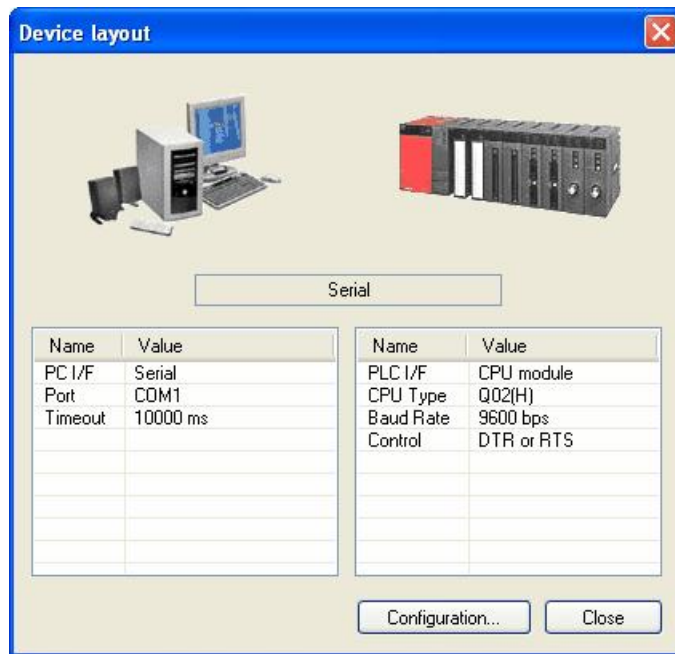 Device layout
Serial
Name Value
PC I/F Serial
Port COM1
Timeout 10000 ms
Name Value
PLC I/F CPU module
CPU Type Q02(H)
Baud Rate 9600 bps
Control DTR or RTS
Configuration... Close